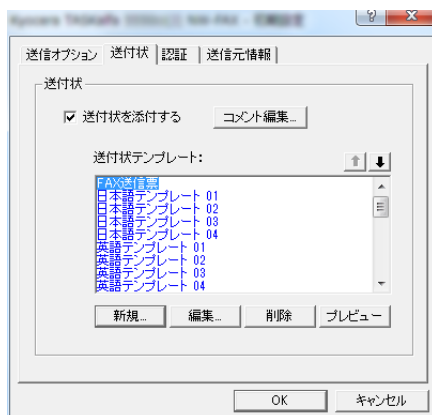 送信オプション 送付状 認証 送信元情報
送付状
送付状を添付する コメント編集...
送付状テンプレート:
FAX送信票
日本語テンプレート 01
日本語テンプレート 02
日本語テンプレート 03
日本語テンプレート 04
英語テンプレート 01
英語テンプレート 02
英語テンプレート 03
英語テンプレート 04
新規... 編集... 削除 プレビュー
OK キャンセル